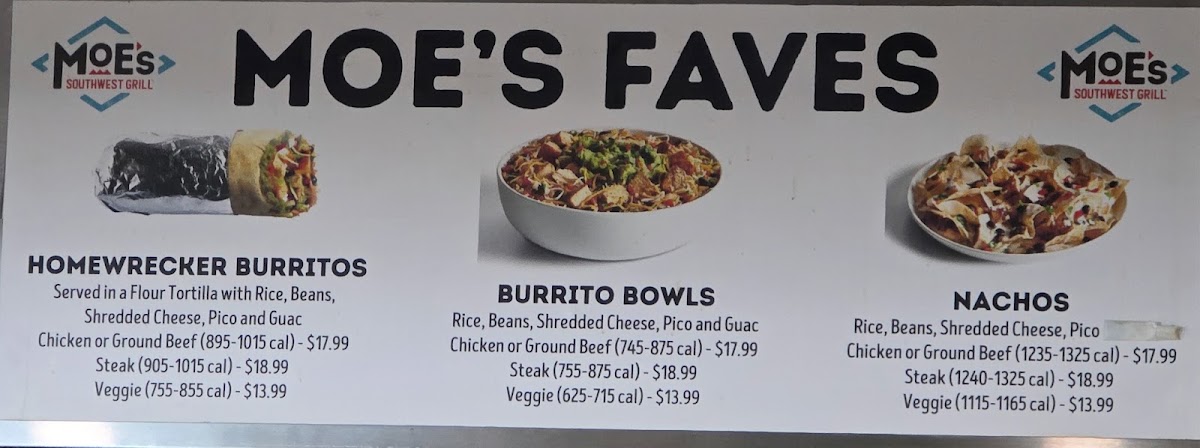 MOE'S
SOUTHWEST GRILL
MOE'S FAVES
MOE'S
SOUTHWEST GRILL
HOMEWRECKER BURRITOS
Served in a Flour Tortilla with Rice, Beans,
Shredded Cheese, Pico and Guac
Chicken or Ground Beef (895-1015 cal) - $17.99
Steak (905-1015 cal) - $18.99
Veggie (755-855 cal) - $13.99
BURRITO BOWLS
Rice, Beans, Shredded Cheese, Pico and Guac
Chicken or Ground Beef (745-875 cal) - $17.99
Steak (755-875 cal) - $18.99
Veggie (625-715 cal) - $13.99
NACHOS
Rice, Beans, Shredded Cheese, Pico
Chicken or Ground Beef (1235-1325 cal) - $17.99
Steak (1240-1325 cal) - $18.99
Veggie (1115-1165 cal) - $13.99